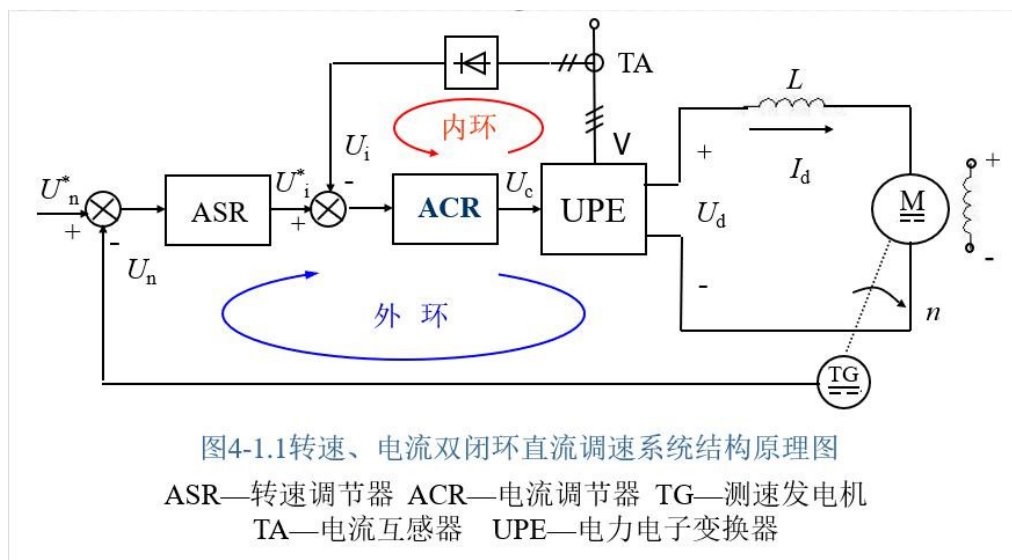 TA
L
内环
U_i
-
V
+
I_d
+
U*_n
ASR
U*_i
ACR
U_c
UPE
U_d
M
+
+
-
-
U_n
-
外 环
n
TG
图4-1.1转速、电流双闭环直流调速系统结构原理图
ASR—转速调节器 ACR—电流调节器 TG—测速发电机
TA—电流互感器 UPE—电力电子变换器